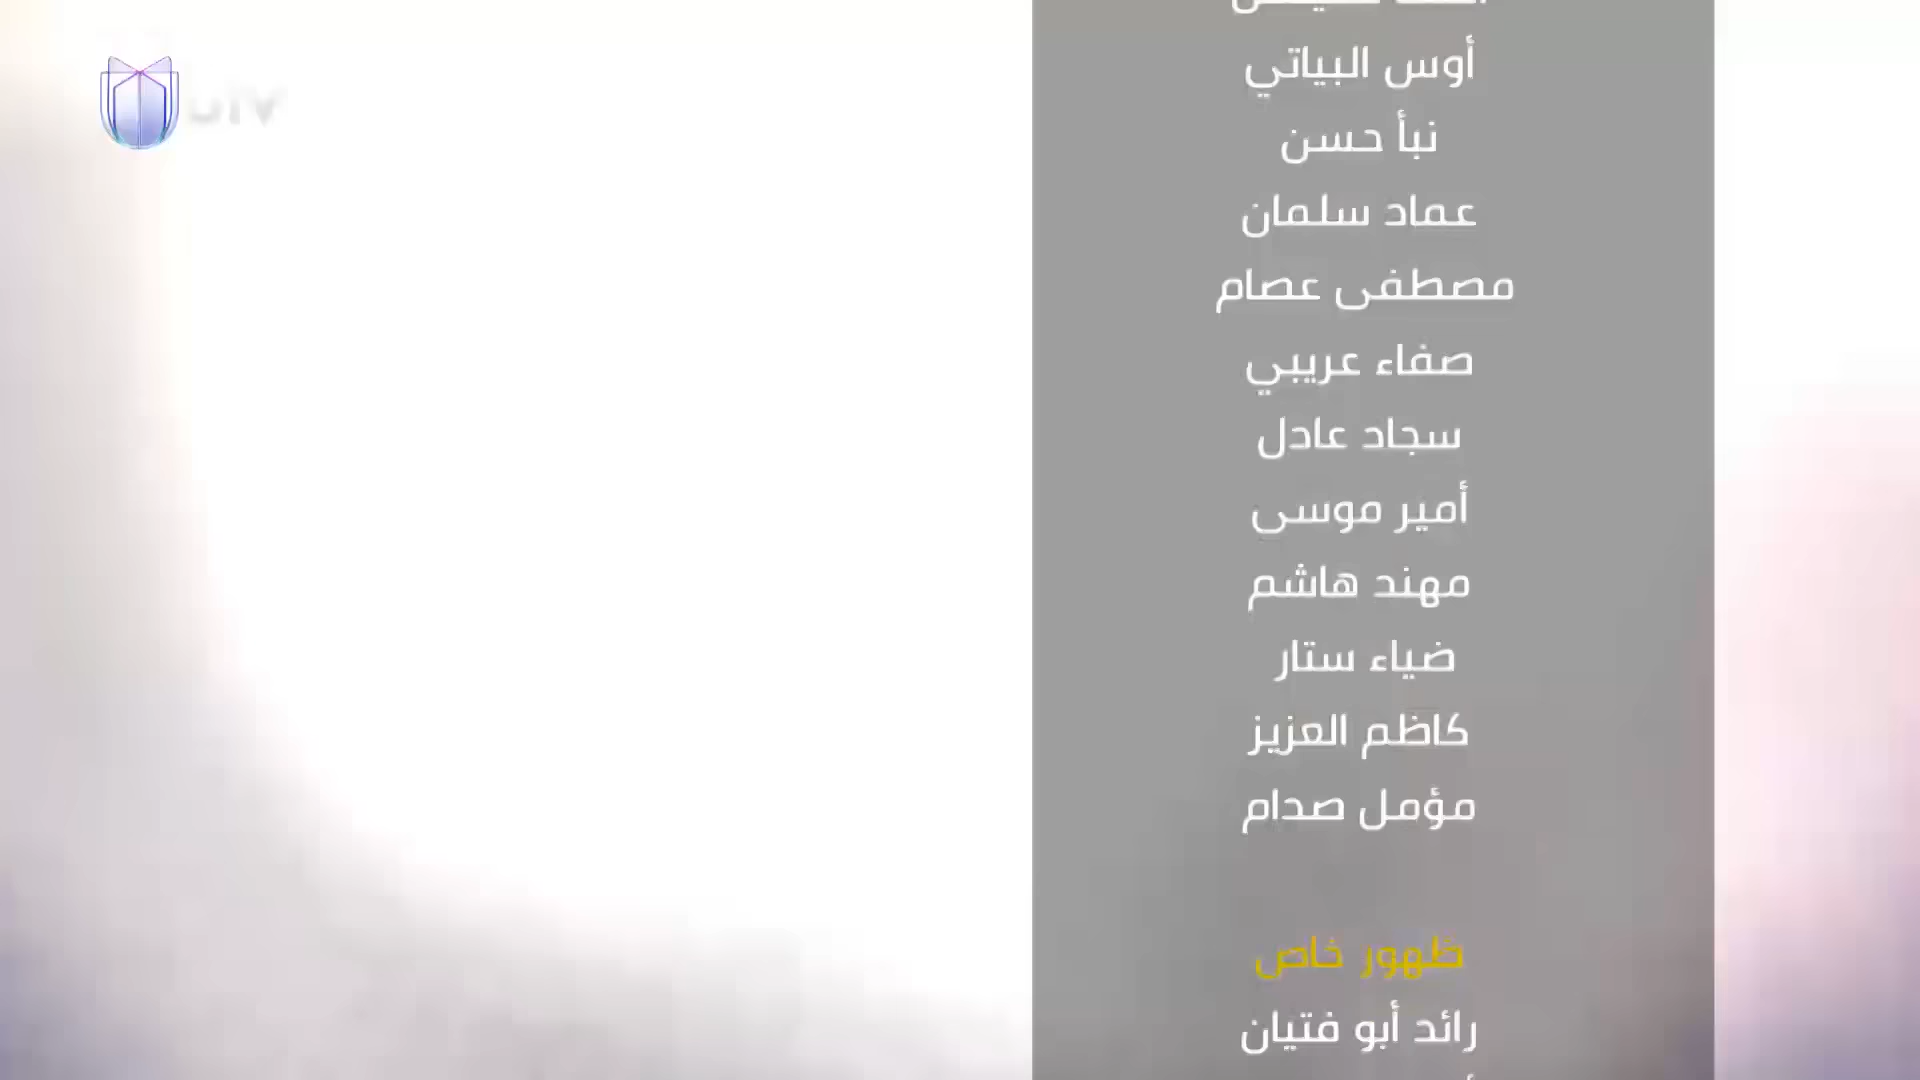 أوس البياتي
نبأ حسن
عماد سلمان
مصطفى عصام
صفاء عريبي
سجاد عادل
أمير موسى
مهند هاشم
ضياء ستار
كاظم العزيز
مؤمل صدام
ظهور خاص
رائد أبو فتيان